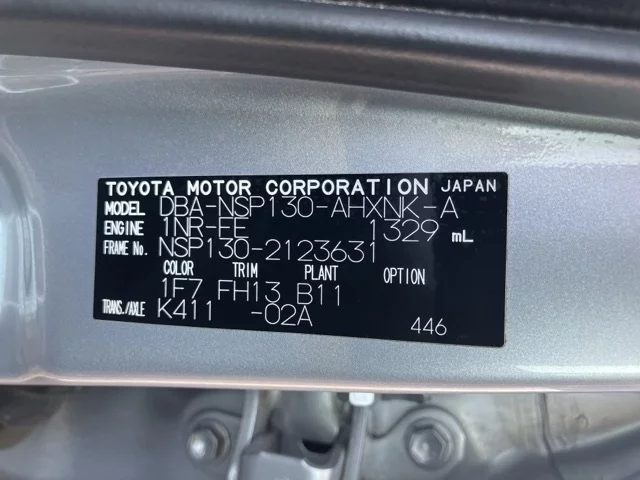 TOYOTA MOTOR CORPORATION JAPAN
MODEL DBA-NSP130-AHXNK-A
ENGINE 1NR-FE 1329 mL
FRAME No. NSP130-2123631
COLOR TRIM PLANT OPTION
1F7 FH13 B11
TRANS./AXLE K411 -02A
446